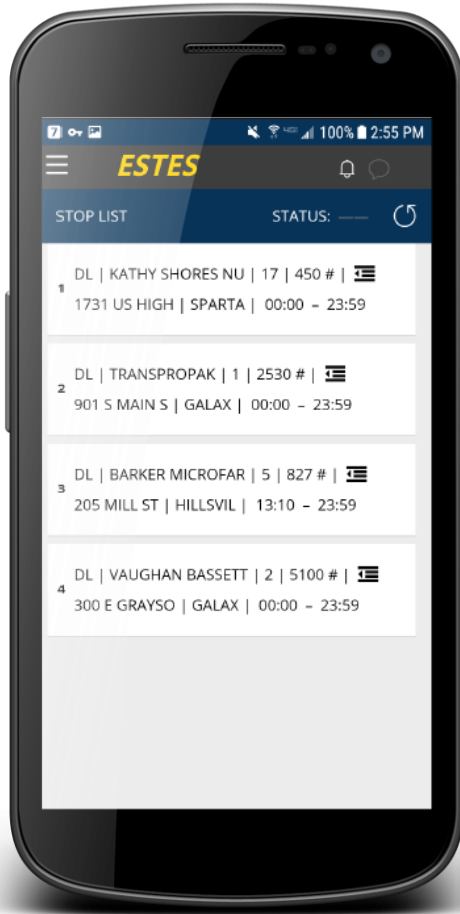 7 100% 2:55 PM
ESTES
STOP LIST STATUS: ——
1 DL | KATHY SHORES NU | 17 | 450 # |
1731 US HIGH | SPARTA | 00:00 – 23:59
2 DL | TRANSPROPAK | 1 | 2530 # |
901 S MAIN S | GALAX | 00:00 – 23:59
3 DL | BARKER MICROFAR | 5 | 827 # |
205 MILL ST | HILLSVIL | 13:10 – 23:59
4 DL | VAUGHAN BASSETT | 2 | 5100 # |
300 E GRAYSO | GALAX | 00:00 – 23:59